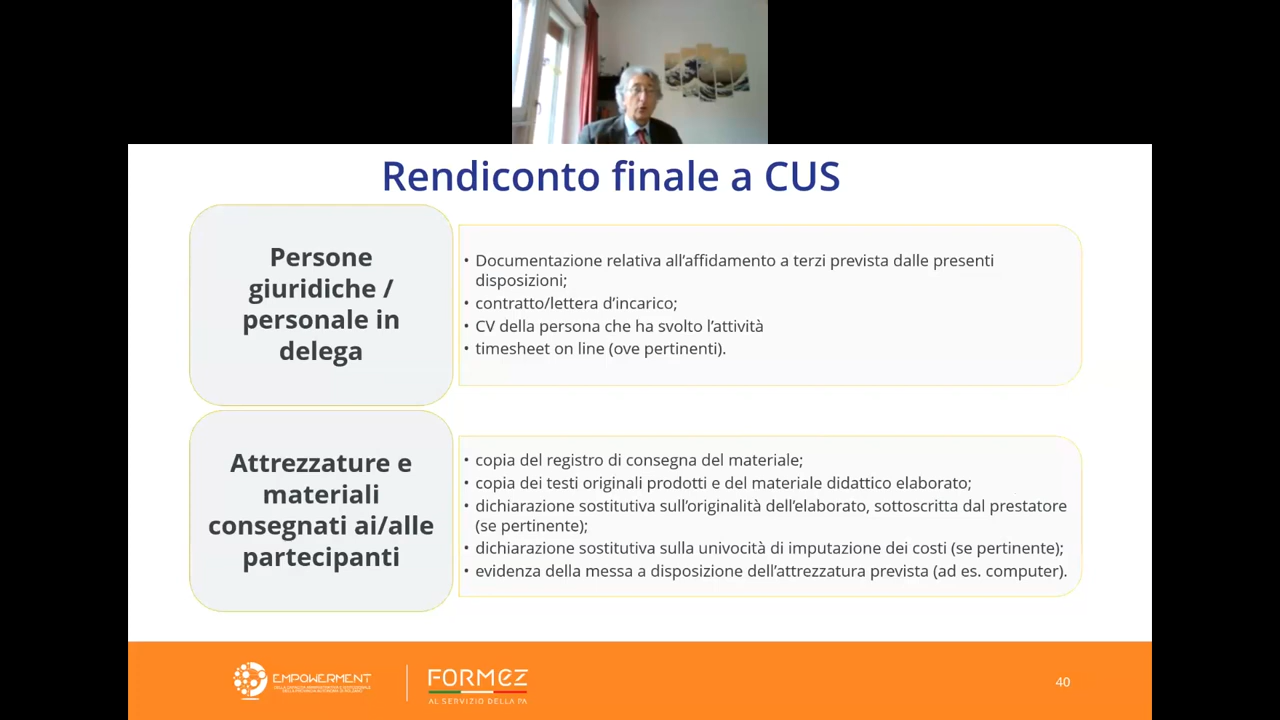 Rendiconto finale a CUS
Persone
giuridiche /
personale in
delega
• Documentazione relativa all’affidamento a terzi prevista dalle presenti
disposizioni;
• contratto/lettera d’incarico;
• CV della persona che ha svolto l’attività
• timesheet on line (ove pertinenti).
Attrezzature e
materiali
consegnati ai/alle
partecipanti
• copia del registro di consegna del materiale;
• copia dei testi originali prodotti e del materiale didattico elaborato;
• dichiarazione sostitutiva sull’originalità dell’elaborato, sottoscritta dal prestatore
(se pertinente);
• dichiarazione sostitutiva sulla univocità di imputazione dei costi (se pertinente);
• evidenza della messa a disposizione dell’attrezzatura prevista (ad es. computer).
EMPOWERMENT
FORMEZ
AL SERVIZIO DELLA PA
40